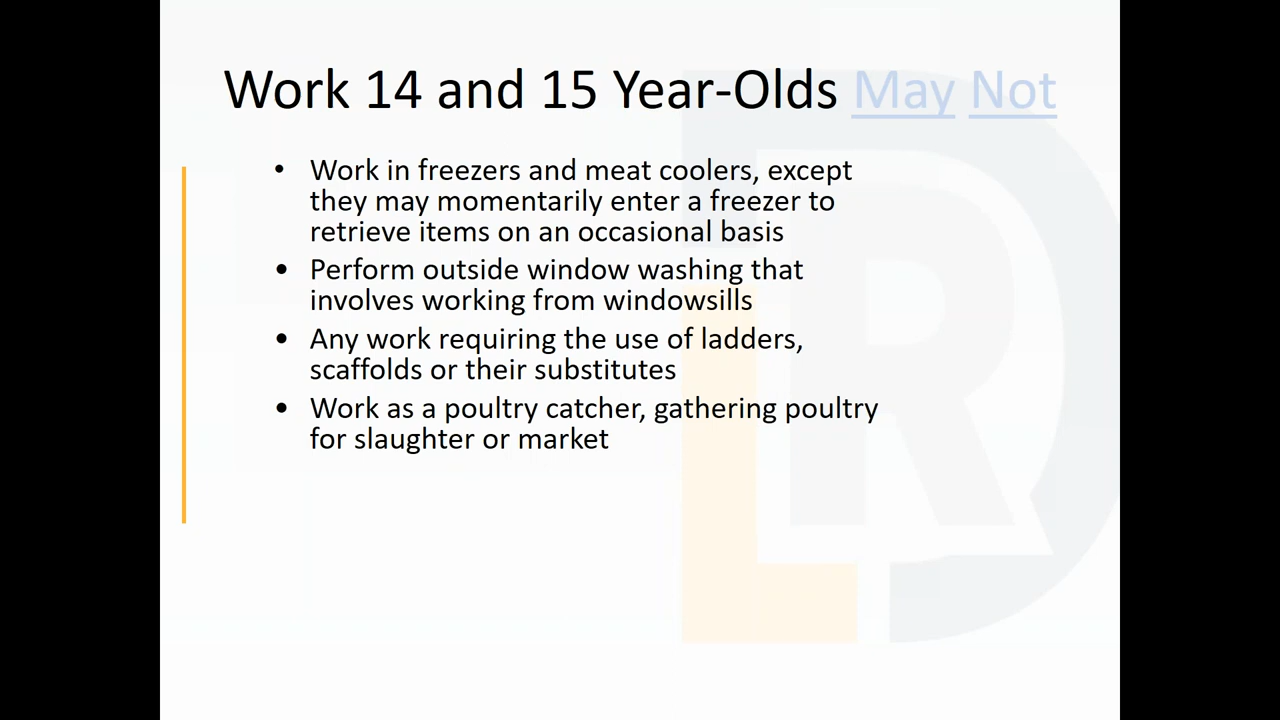 Work 14 and 15 Year-Olds May Not
• Work in freezers and meat coolers, except
they may momentarily enter a freezer to
retrieve items on an occasional basis
• Perform outside window washing that
involves working from windowsills
• Any work requiring the use of ladders,
scaffolds or their substitutes
• Work as a poultry catcher, gathering poultry
for slaughter or market
DLR